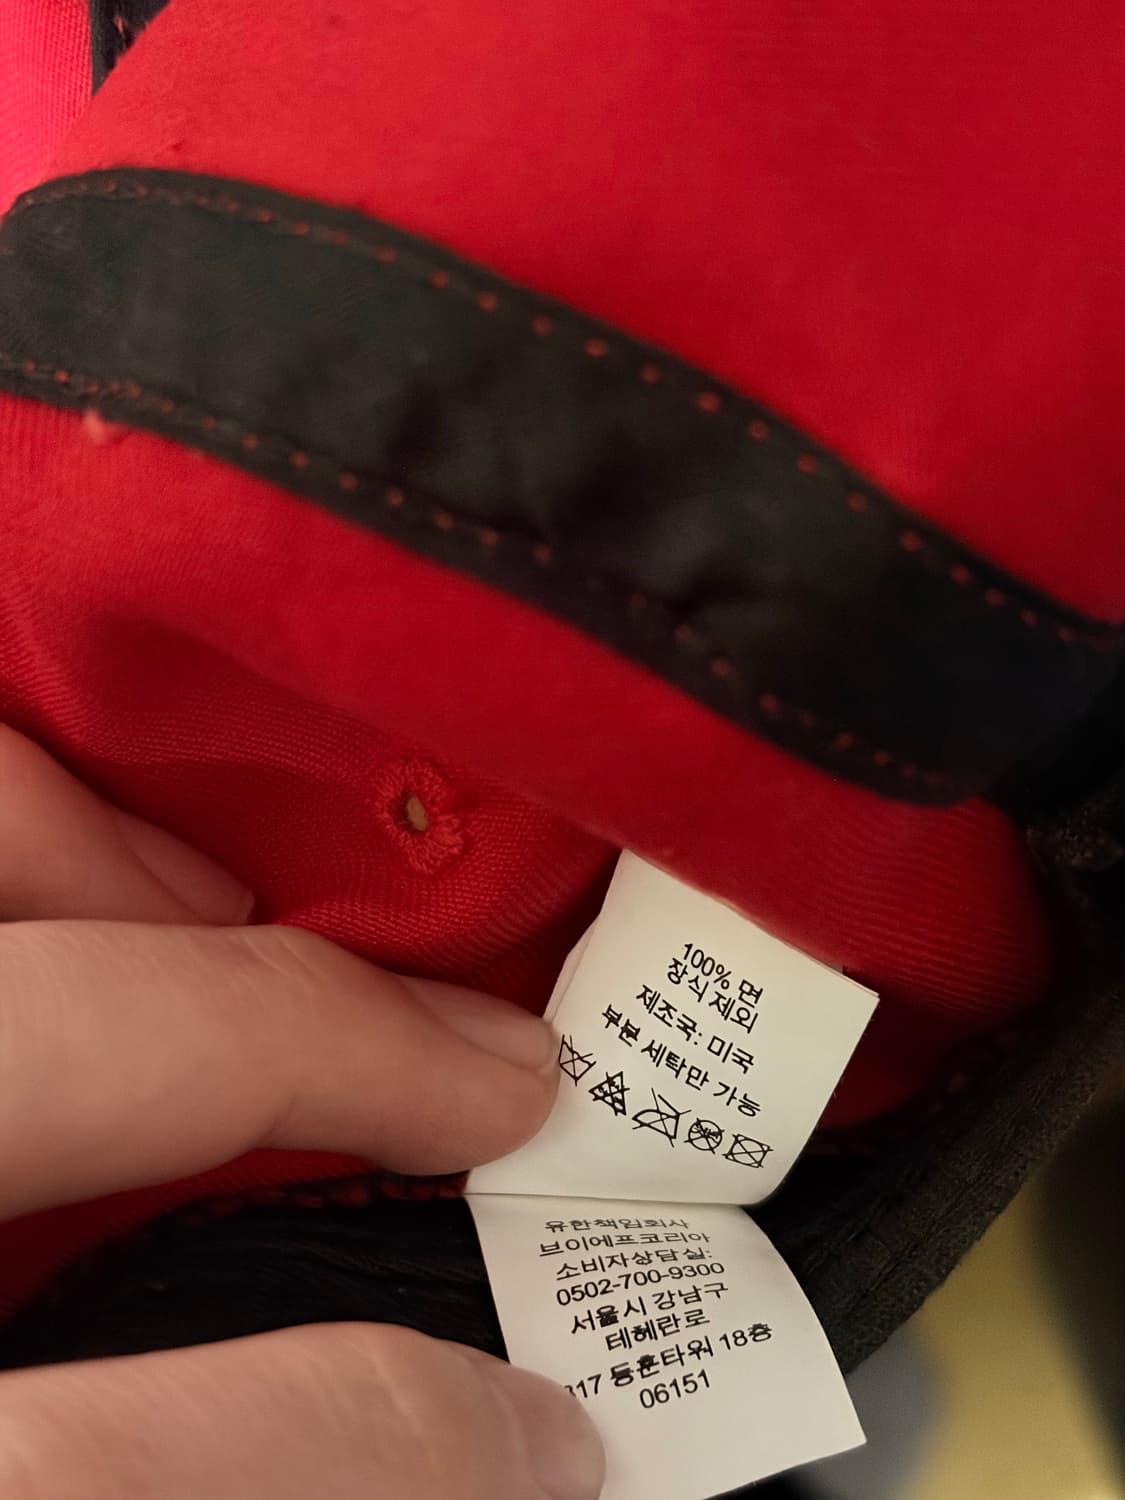 100% 면
장식 제외
제조국: 미국
부분 세탁만 가능
유한책임회사
브이에프코리아
소비자상담실:
0502-700-9300
서울시 강남구
테헤란로
317 동훈타워 18층
06151